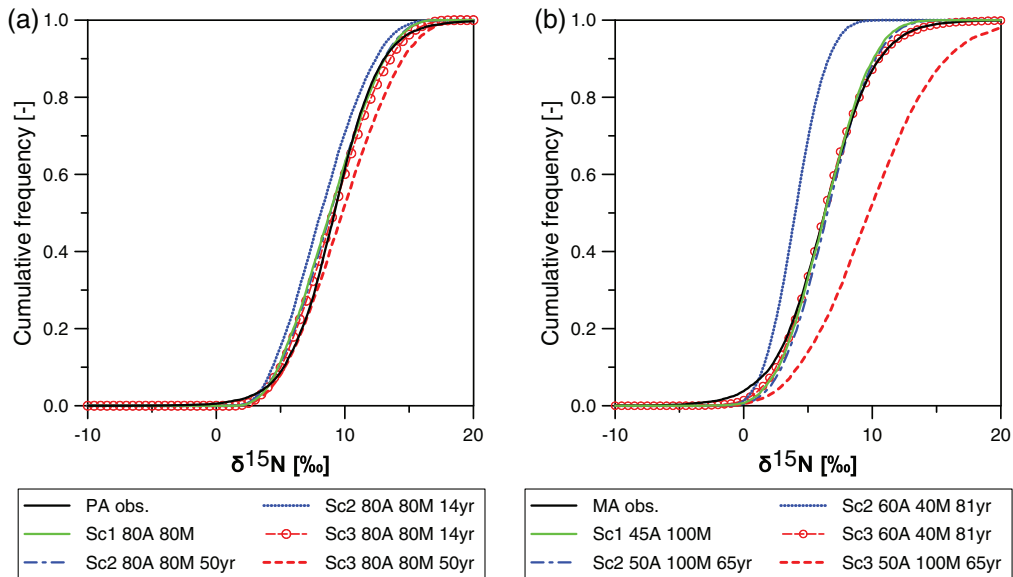 (a)
Cumulative frequency [-]
1.0
0.8
0.6
0.4
0.2
0.0
-10 0 10 20
δ15N [‰]
PA obs.
Sc1 80A 80M
Sc2 80A 80M 50yr
Sc2 80A 80M 14yr
Sc3 80A 80M 14yr
Sc3 80A 80M 50yr
(b)
Cumulative frequency [-]
1.0
0.8
0.6
0.4
0.2
0.0
-10 0 10 20
δ15N [‰]
MA obs.
Sc1 45A 100M
Sc2 50A 100M 65yr
Sc2 60A 40M 81yr
Sc3 60A 40M 81yr
Sc3 50A 100M 65yr